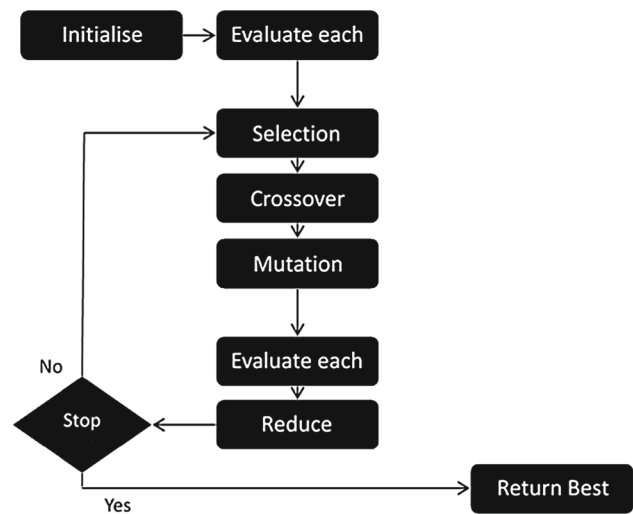 Initialise
Evaluate each
Selection
Crossover
Mutation
Evaluate each
Reduce
Stop
No
Yes
Return Best